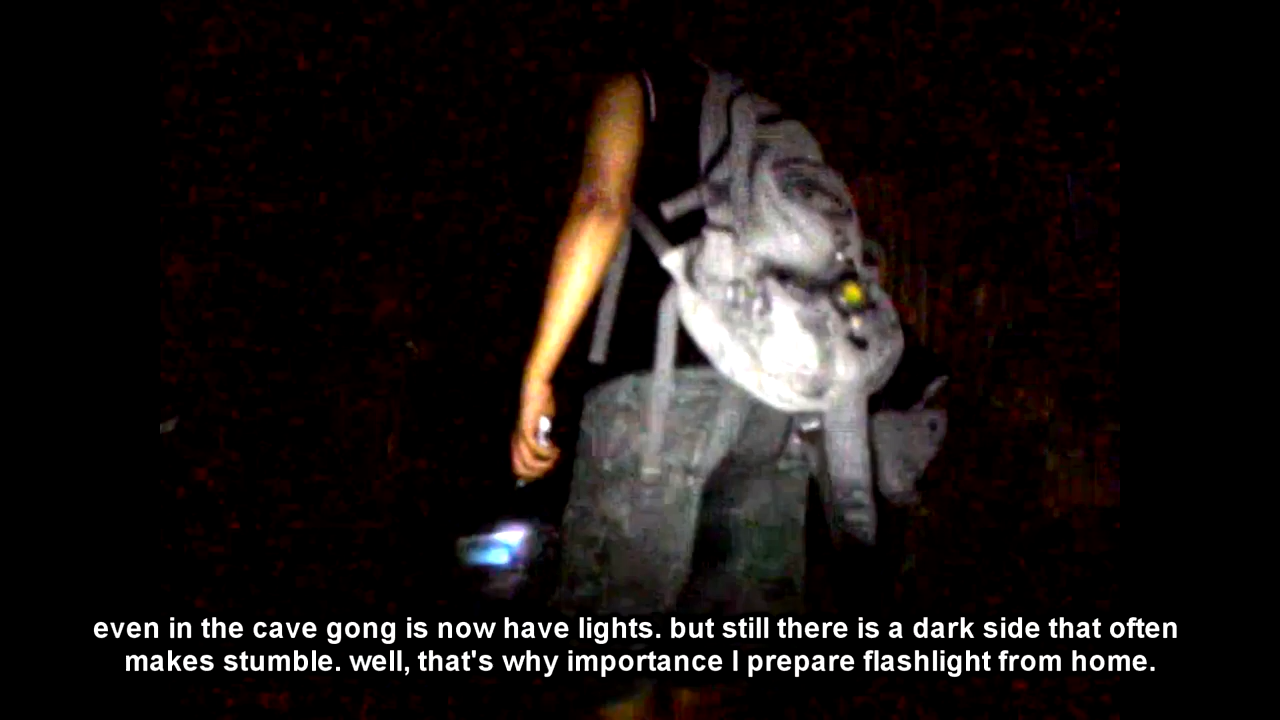 even in the cave gong is now have lights. but still there is a dark side that often
makes stumble. well, that's why importance I prepare flashlight from home.